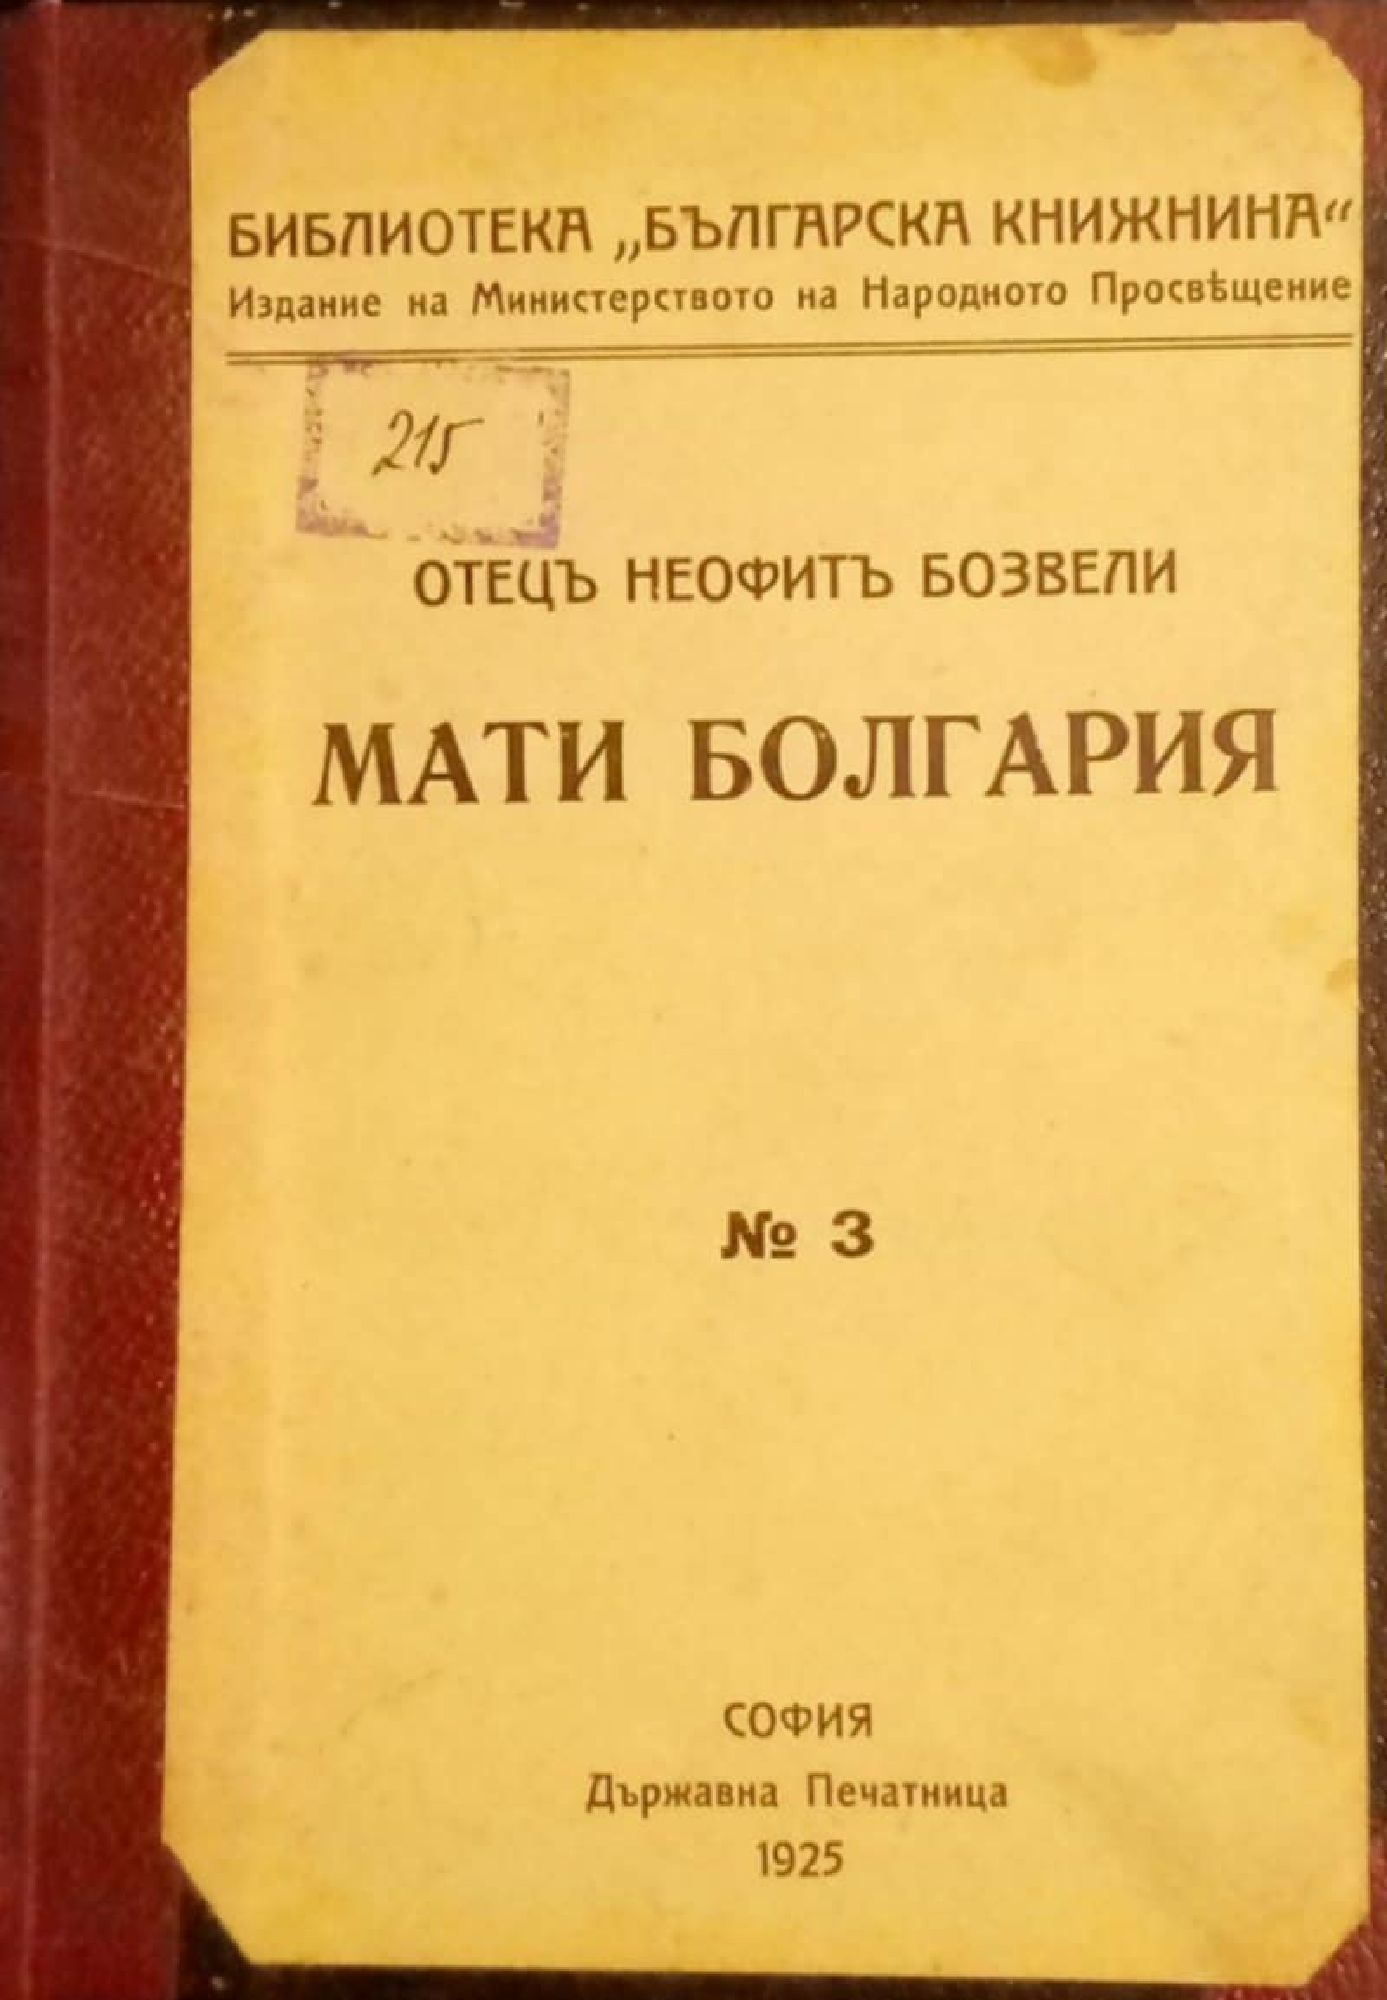 БИБЛИОТЕКА „БЪЛГАРСКА КНИЖНИНА“
Издание на Министерството на Народното Просвѣщение
215
ОТЕЦЪ НЕОФИТЪ БОЗВЕЛИ
МАТИ БОЛГАРИЯ
№ 3
СОФИЯ
Държавна Печатница
1925